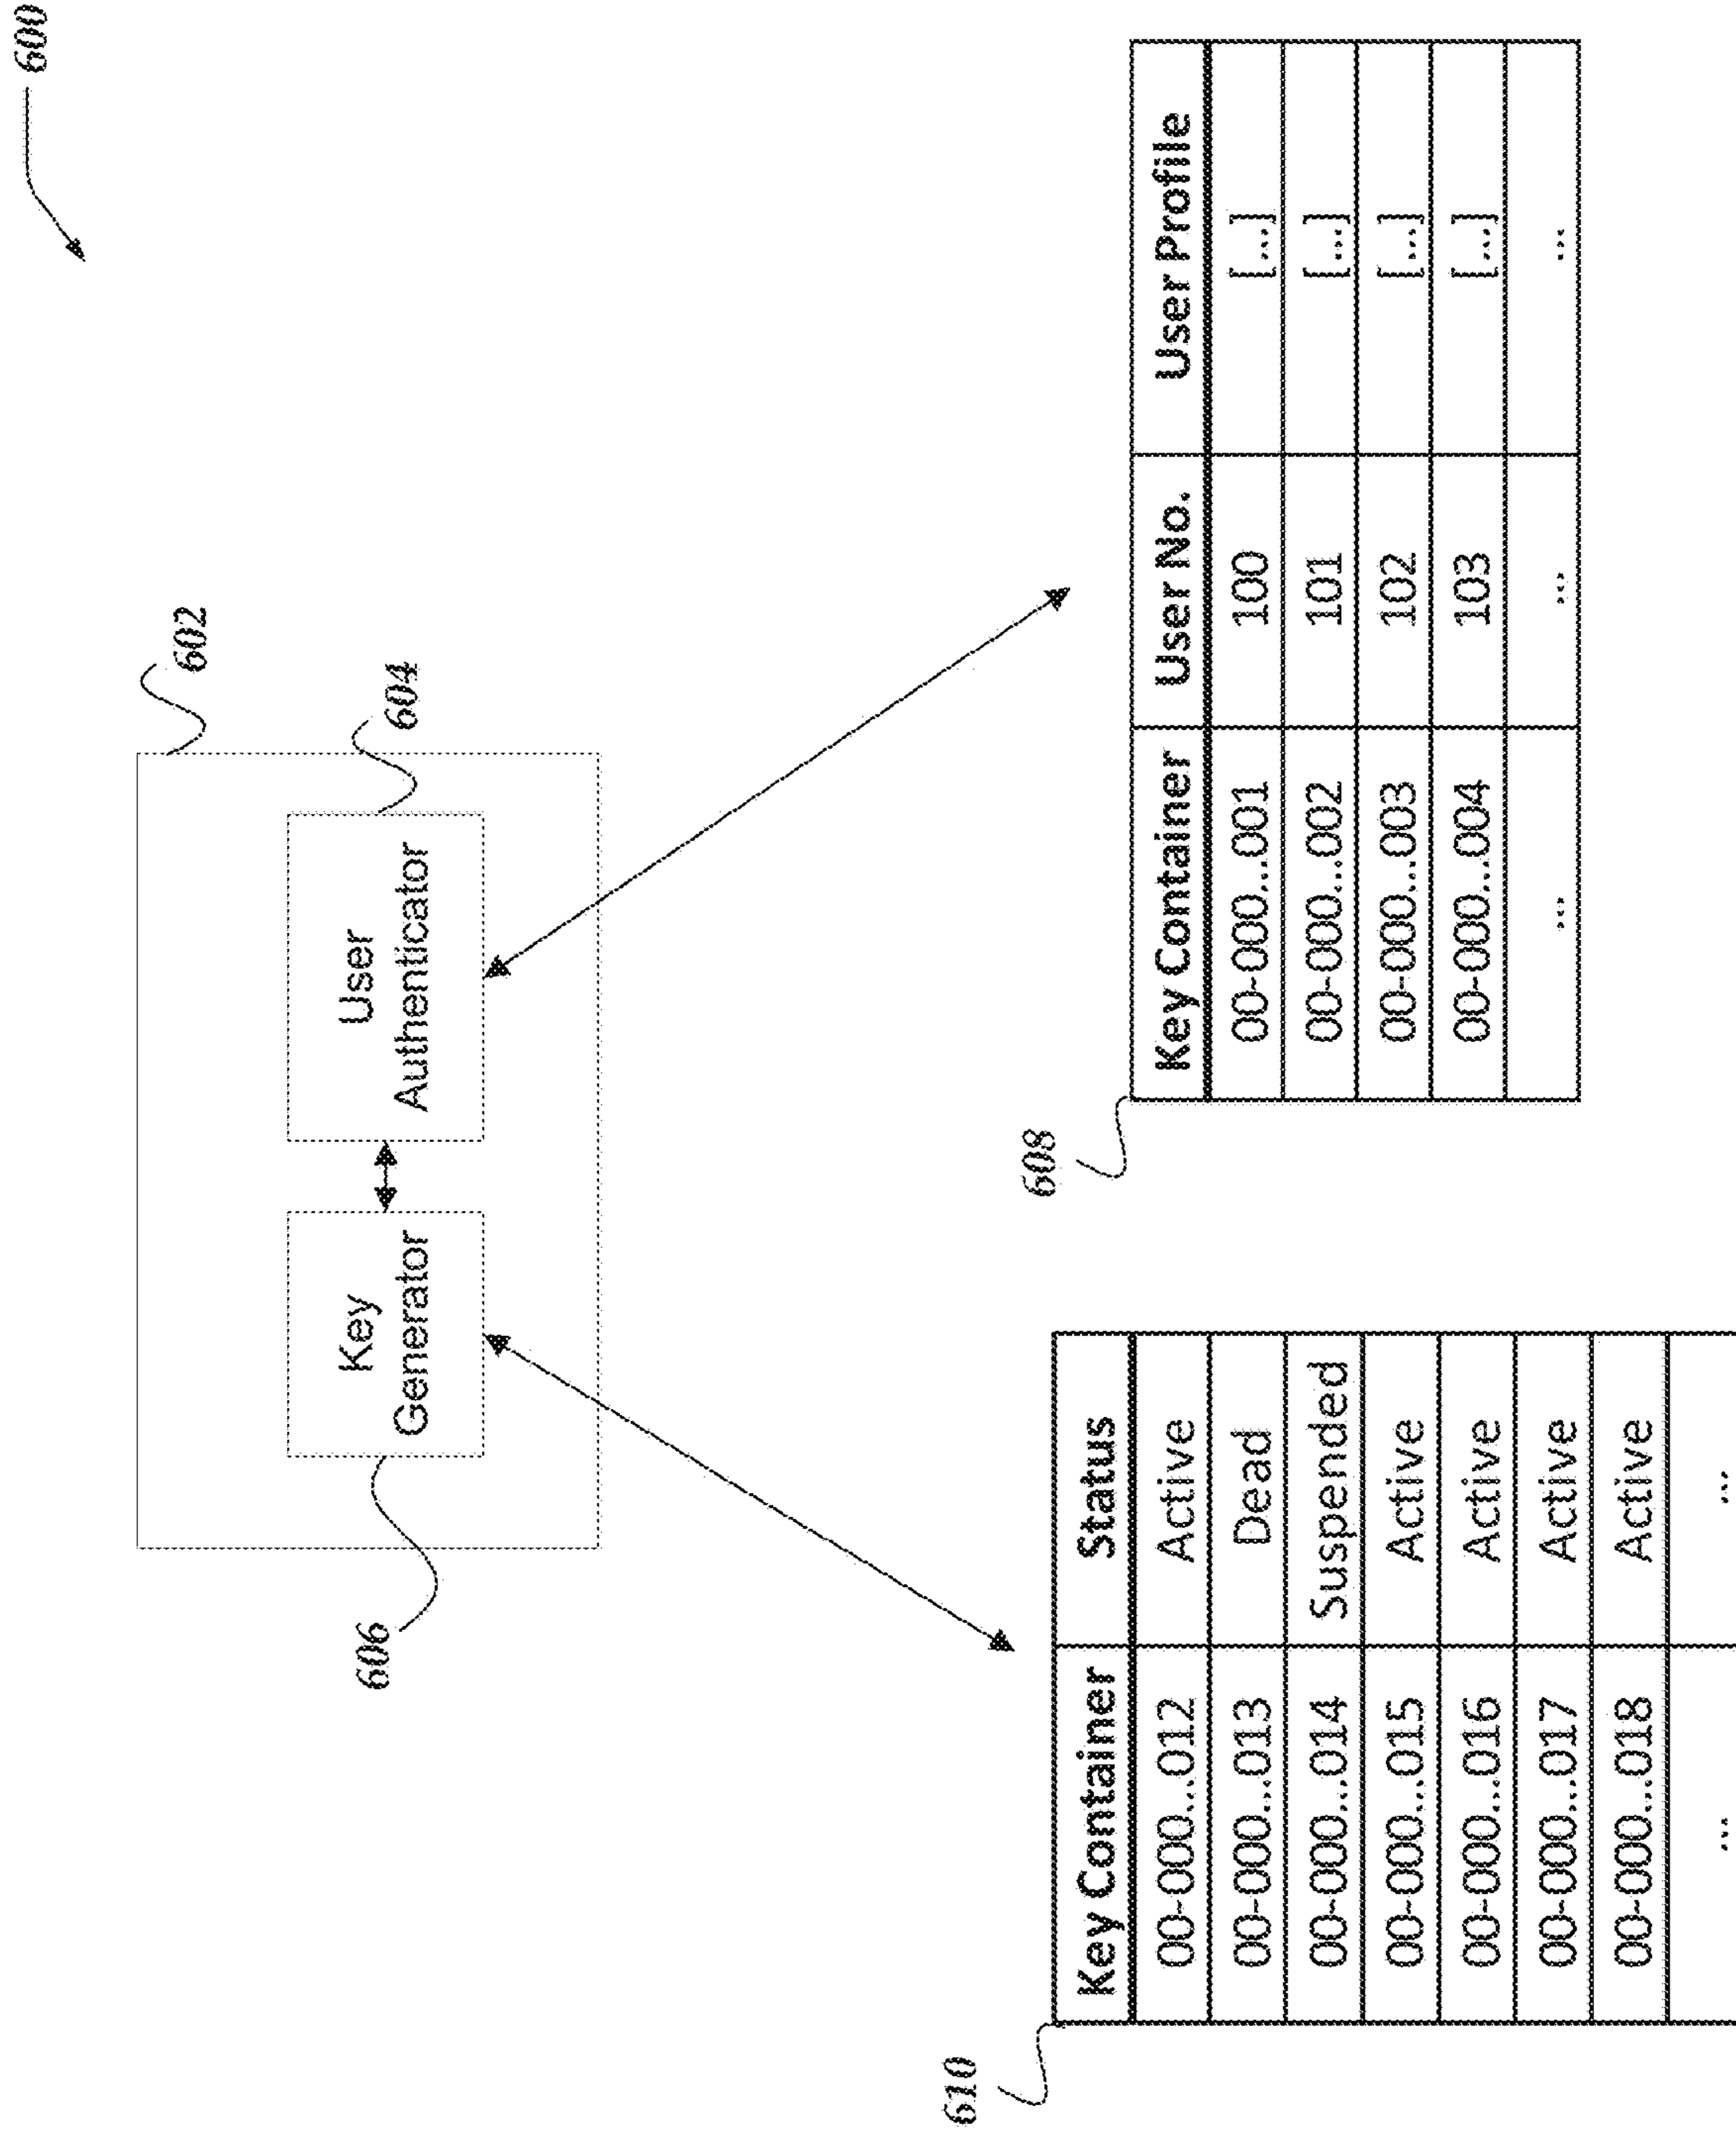 600
602
604
606
Key
Generator
User
Authenticator
610
Key Container Status
00-000...012 Active
00-000...013 Dead
00-000...014 Suspended
00-000...015 Active
00-000...016 Active
00-000...017 Active
00-000...018 Active
... ...
608
Key Container User No. User Profile
00-000...001 100 [...]
00-000...002 101 [...]
00-000...003 102 [...]
00-000...004 103 [...]
... ... ...